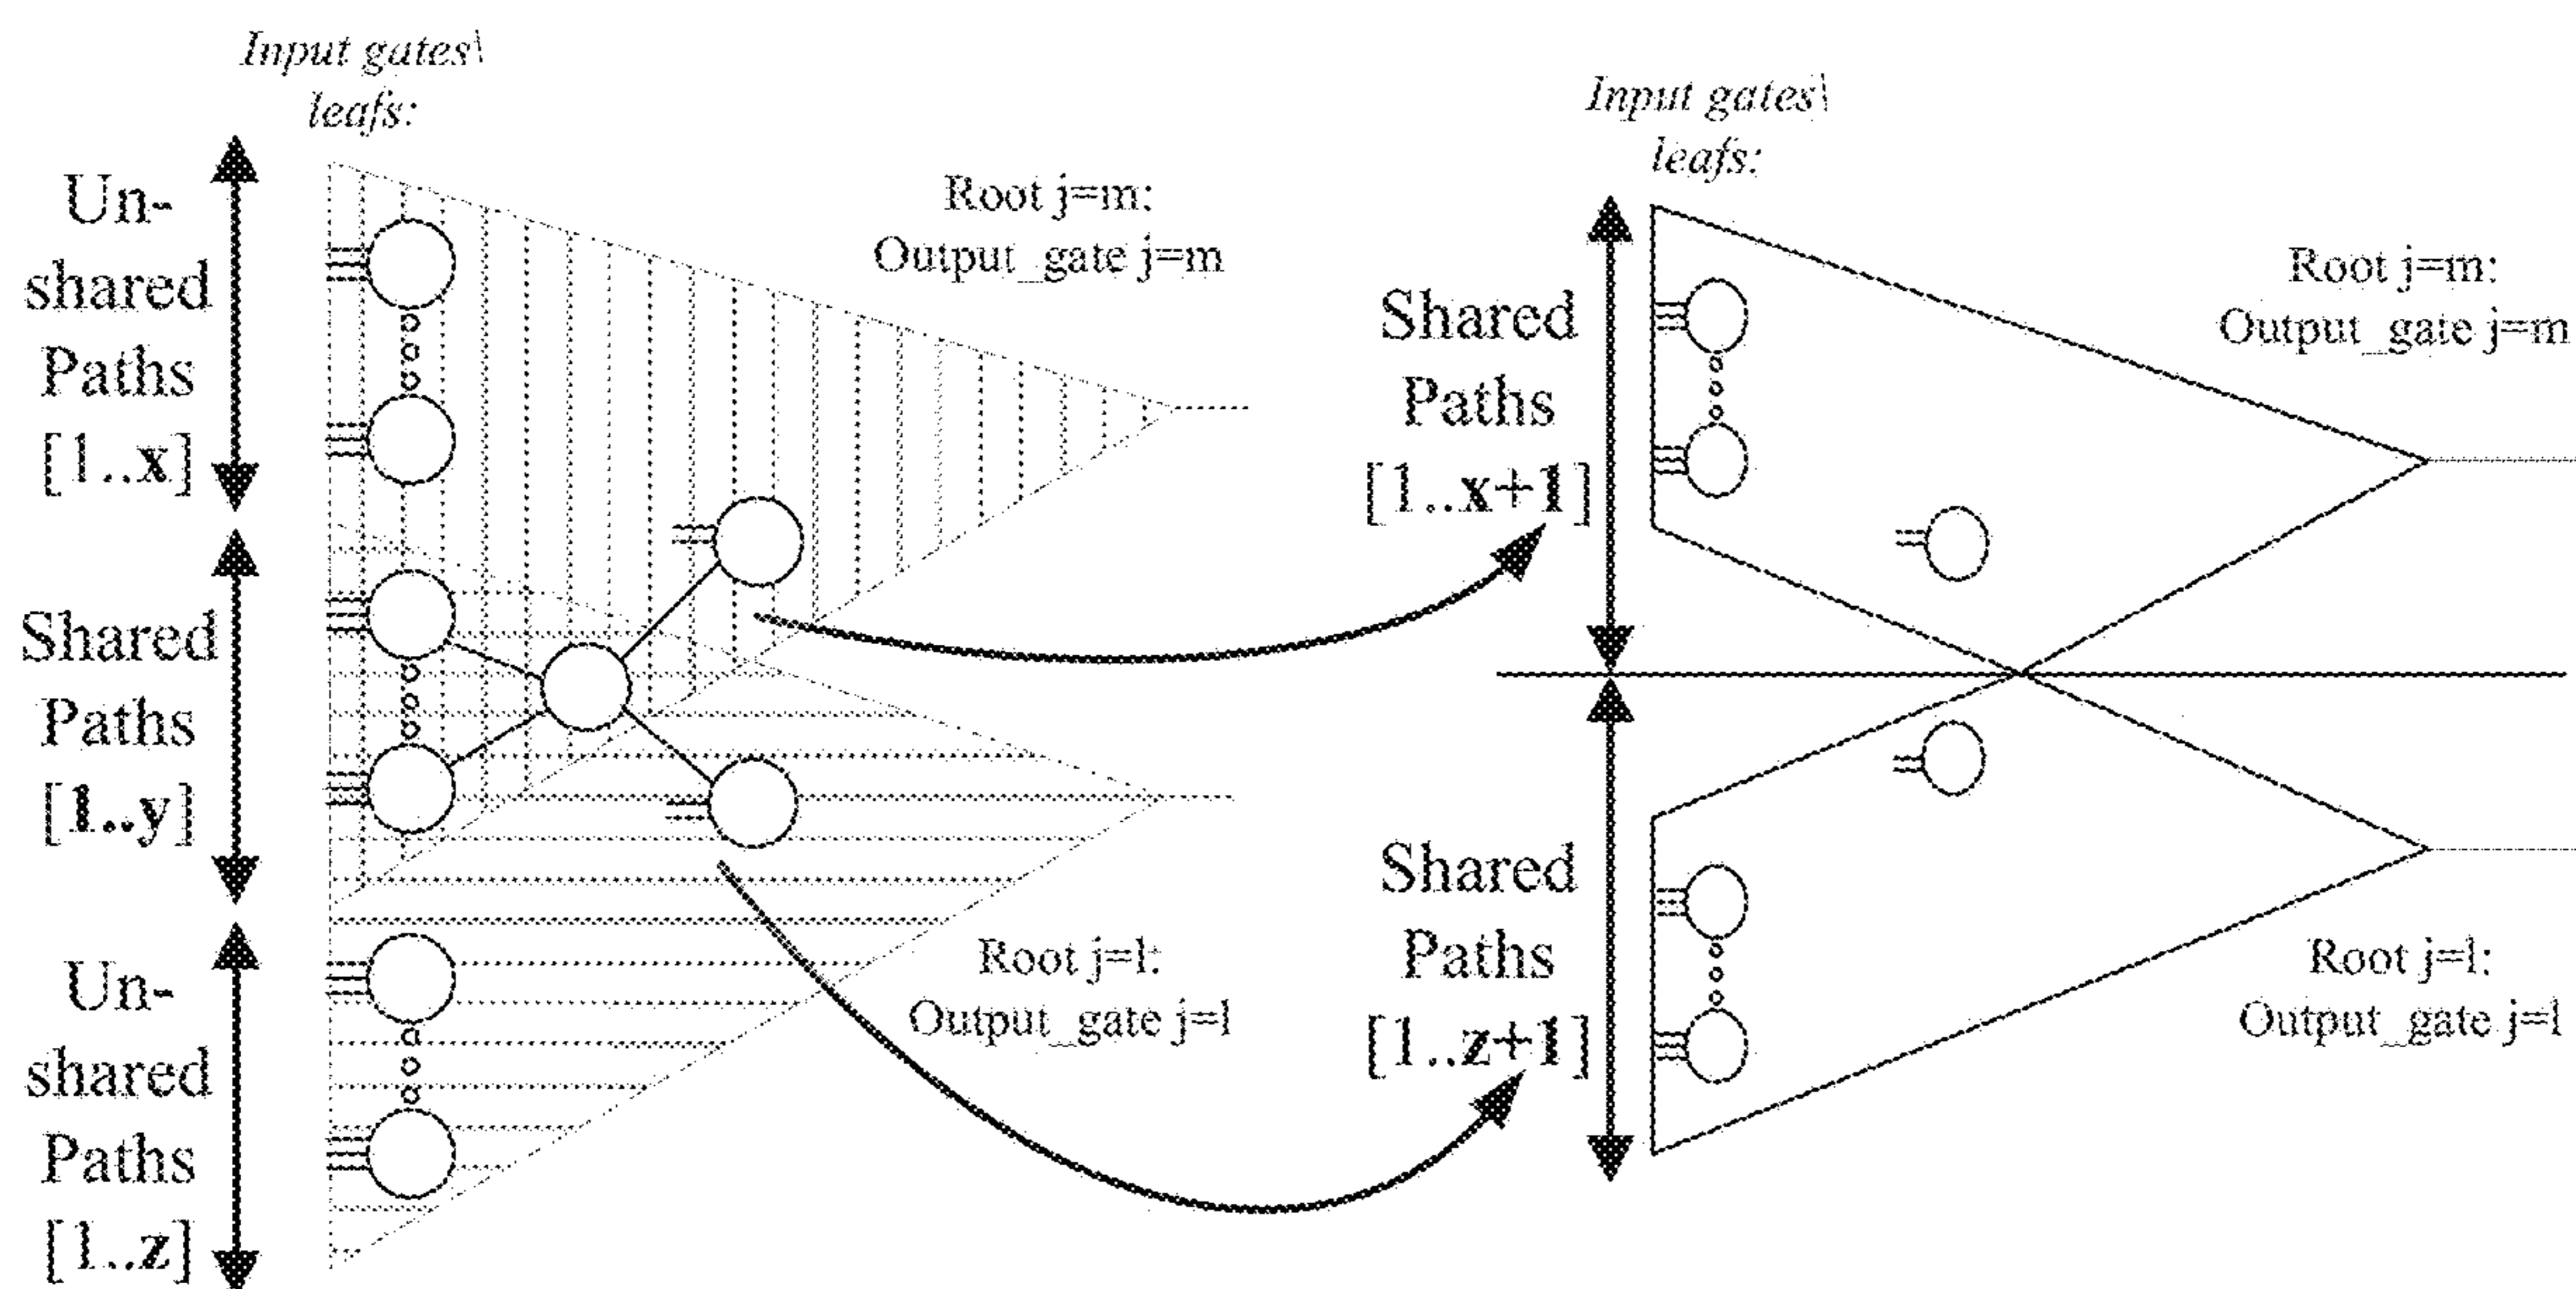 Input gates\
leafs:
Un-
shared
Paths
[1..x]
Shared
Paths
[1..y]
Un-
shared
Paths
[1..z]
Root j=m:
Output_gate j=m
Root j=l:
Output_gate j=l
Input gates\
leafs:
Shared
Paths
[1..x+1]
Shared
Paths
[1..z+1]
Root j=m:
Output_gate j=m
Root j=l:
Output_gate j=l